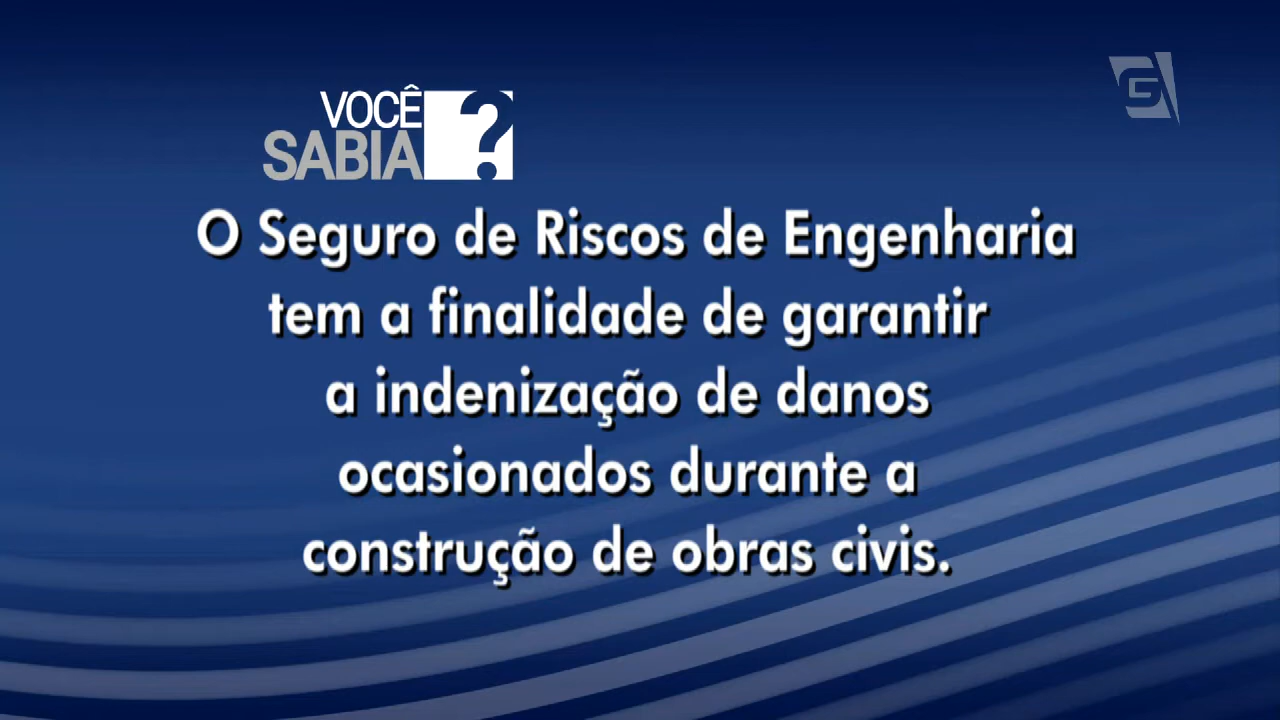 VOCÊ
SABIA?
O Seguro de Riscos de Engenharia
tem a finalidade de garantir
a indenização de danos
ocasionados durante a
construção de obras civis.